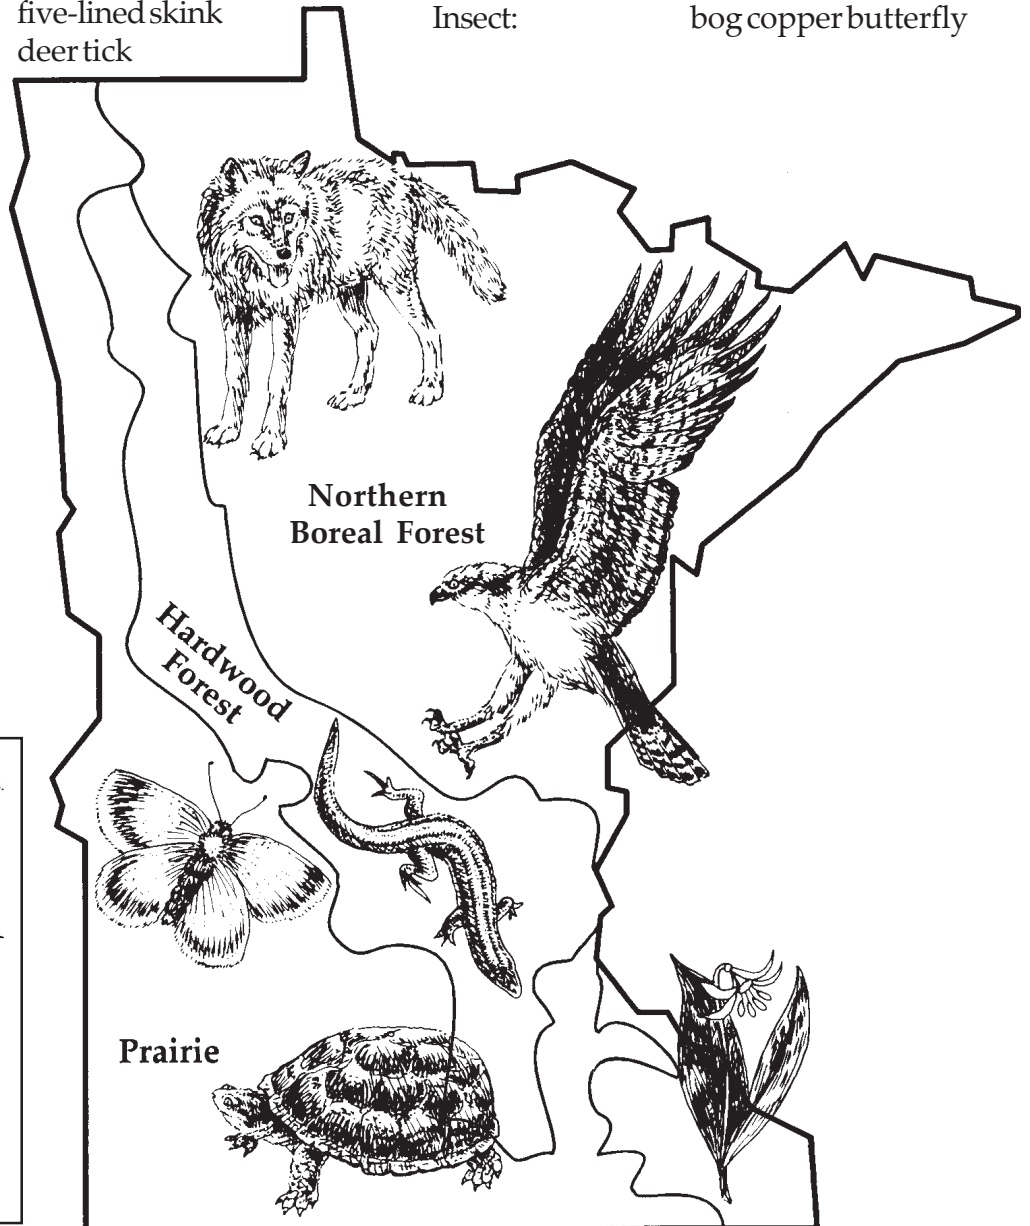 five-lined skink
deer tick
Insect:
bog copper butterfly
Northern
Boreal Forest
Hardwood
Forest
Prairie